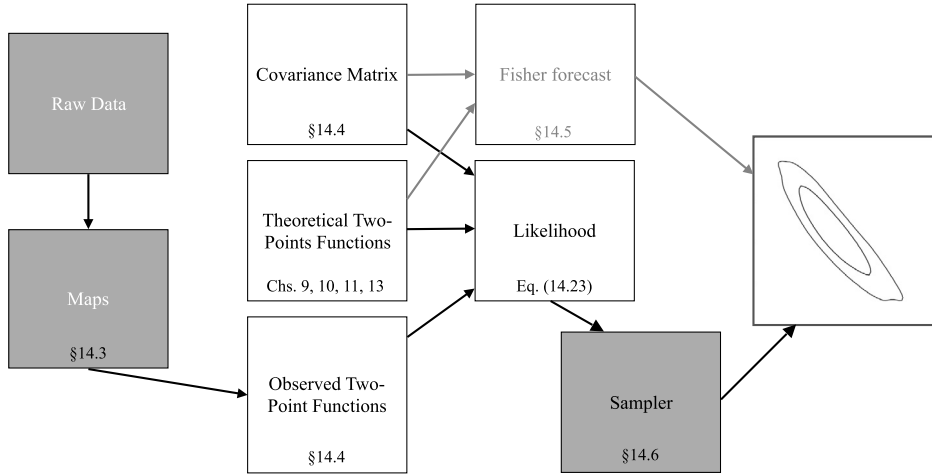 Raw Data
Maps
§14.3
Covariance Matrix
§14.4
Theoretical Two-
Points Functions
Chs. 9, 10, 11, 13
Observed Two-
Point Functions
§14.4
Fisher forecast
§14.5
Likelihood
Eq. (14.23)
Sampler
§14.6